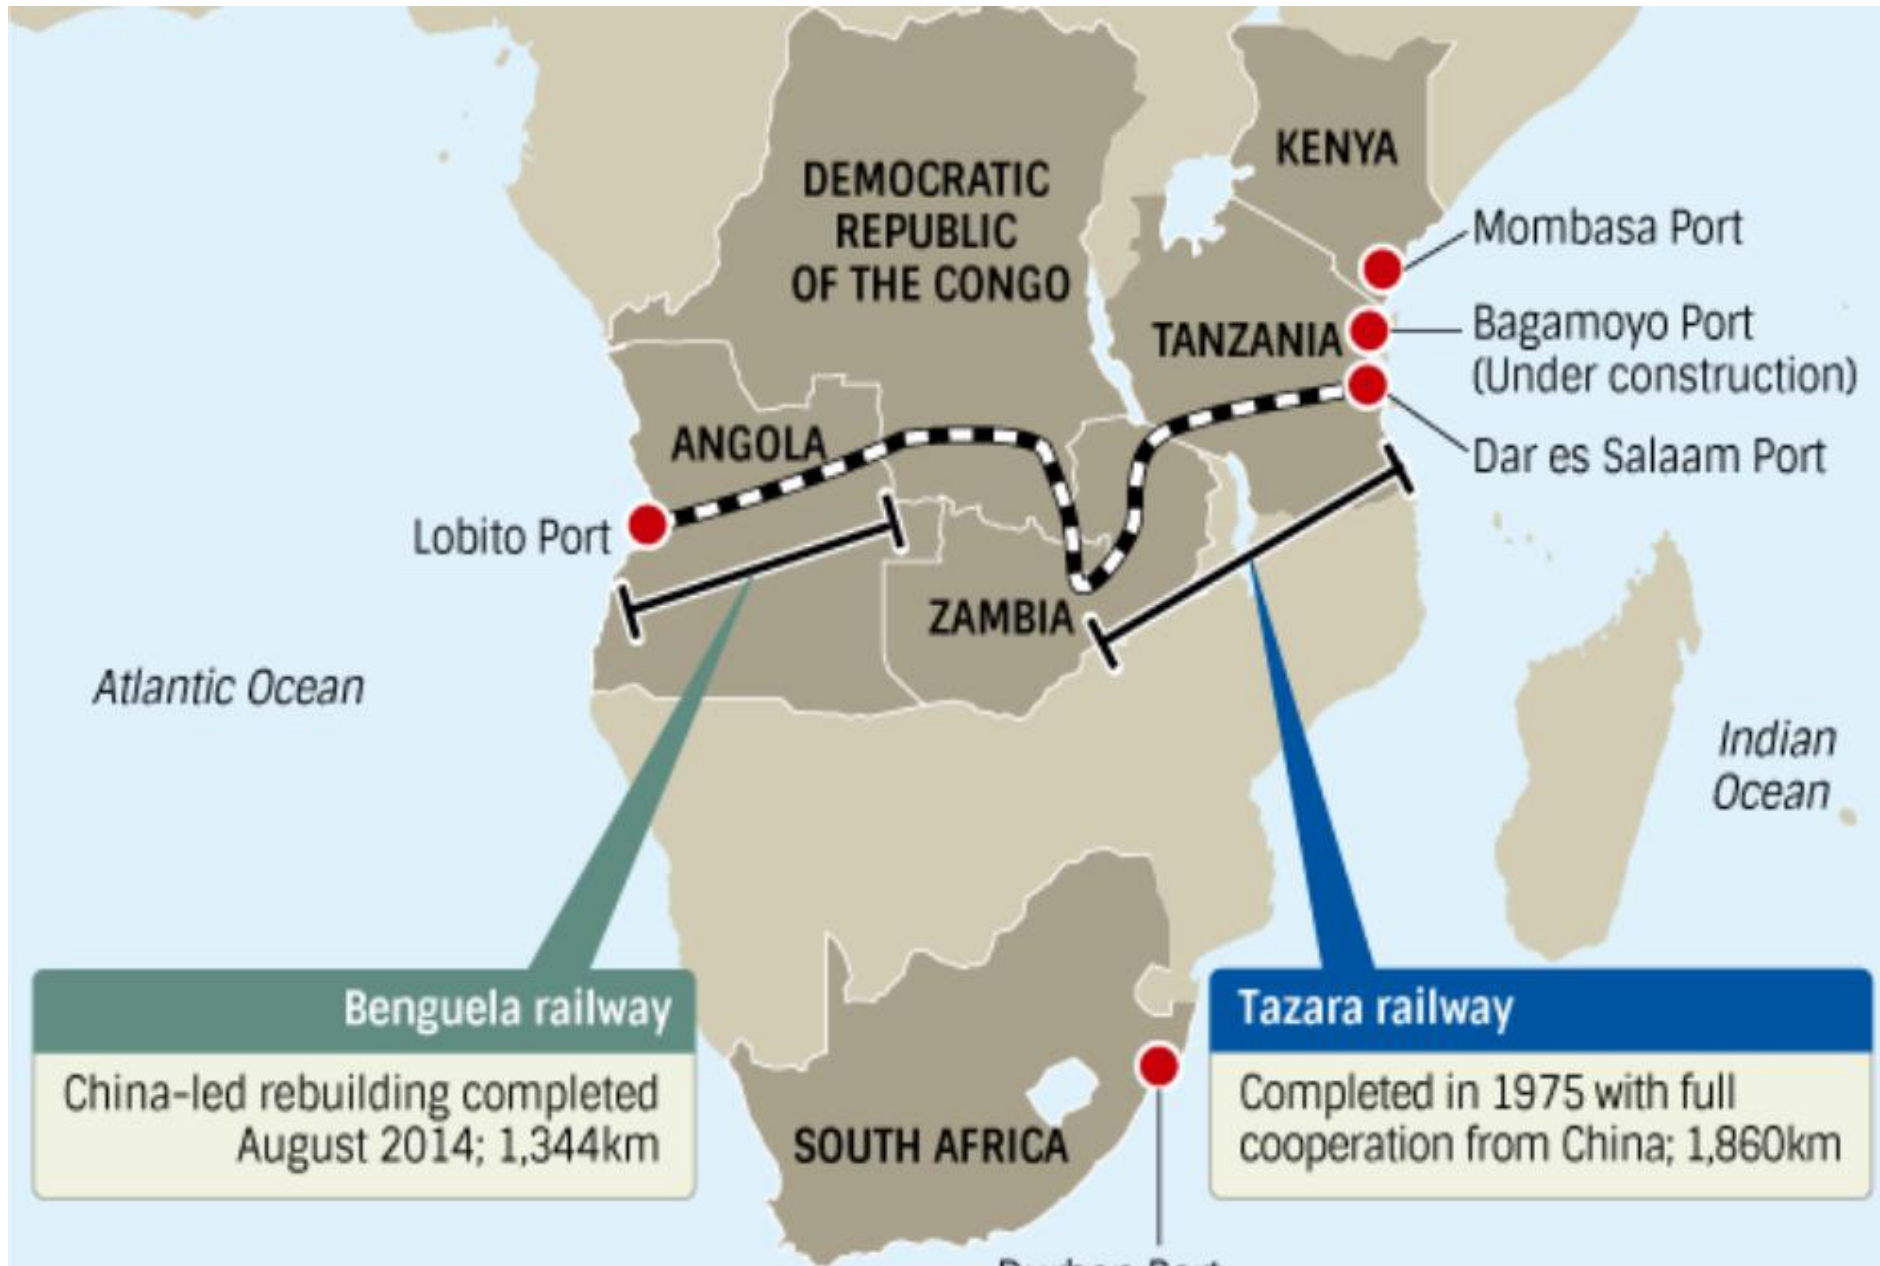 KENYA
DEMOCRATIC
REPUBLIC
OF THE CONGO
Mombasa Port
Bagamoyo Port
(Under construction)
TANZANIA
Dar es Salaam Port
ANGOLA
Lobito Port
ZAMBIA
Atlantic Ocean
Indian
Ocean
Benguela railway
China-led rebuilding completed
August 2014; 1,344km
Tazara railway
Completed in 1975 with full
cooperation from China; 1,860km
SOUTH AFRICA
Durban Port